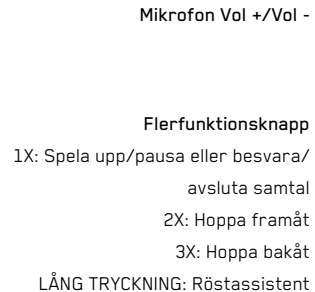 Mikrofon Vol +/Vol -
Flerfunktionsknapp
1X: Spela upp/pausa eller besvara/
avsluta samtal
2X: Hoppa framåt
3X: Hoppa bakåt
LÅNG TRYCKNING: Röstassistent